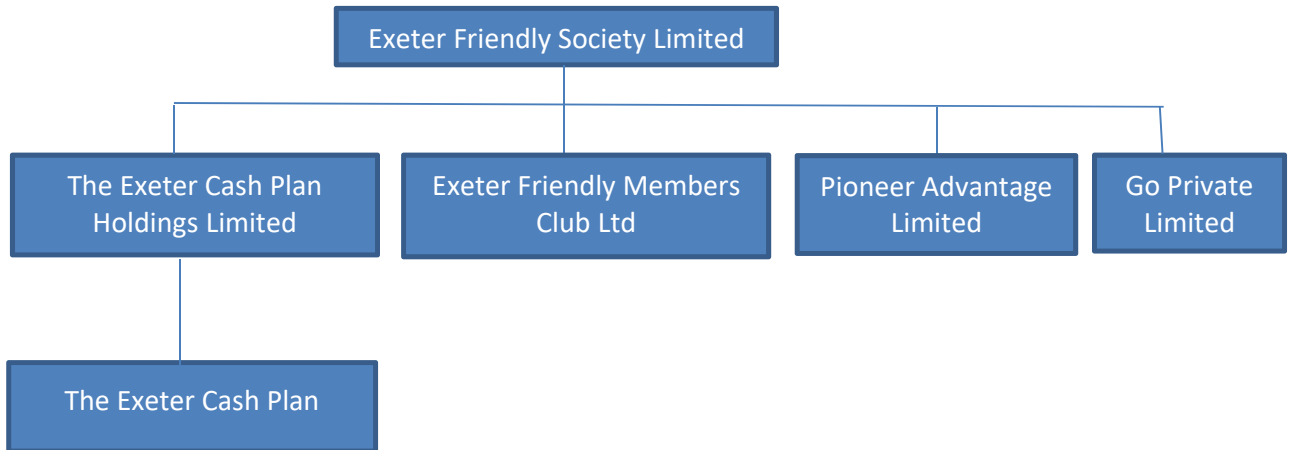 Exeter Friendly Society Limited
The Exeter Cash Plan
Holdings Limited
Exeter Friendly Members
Club Ltd
Pioneer Advantage
Limited
Go Private
Limited
The Exeter Cash Plan